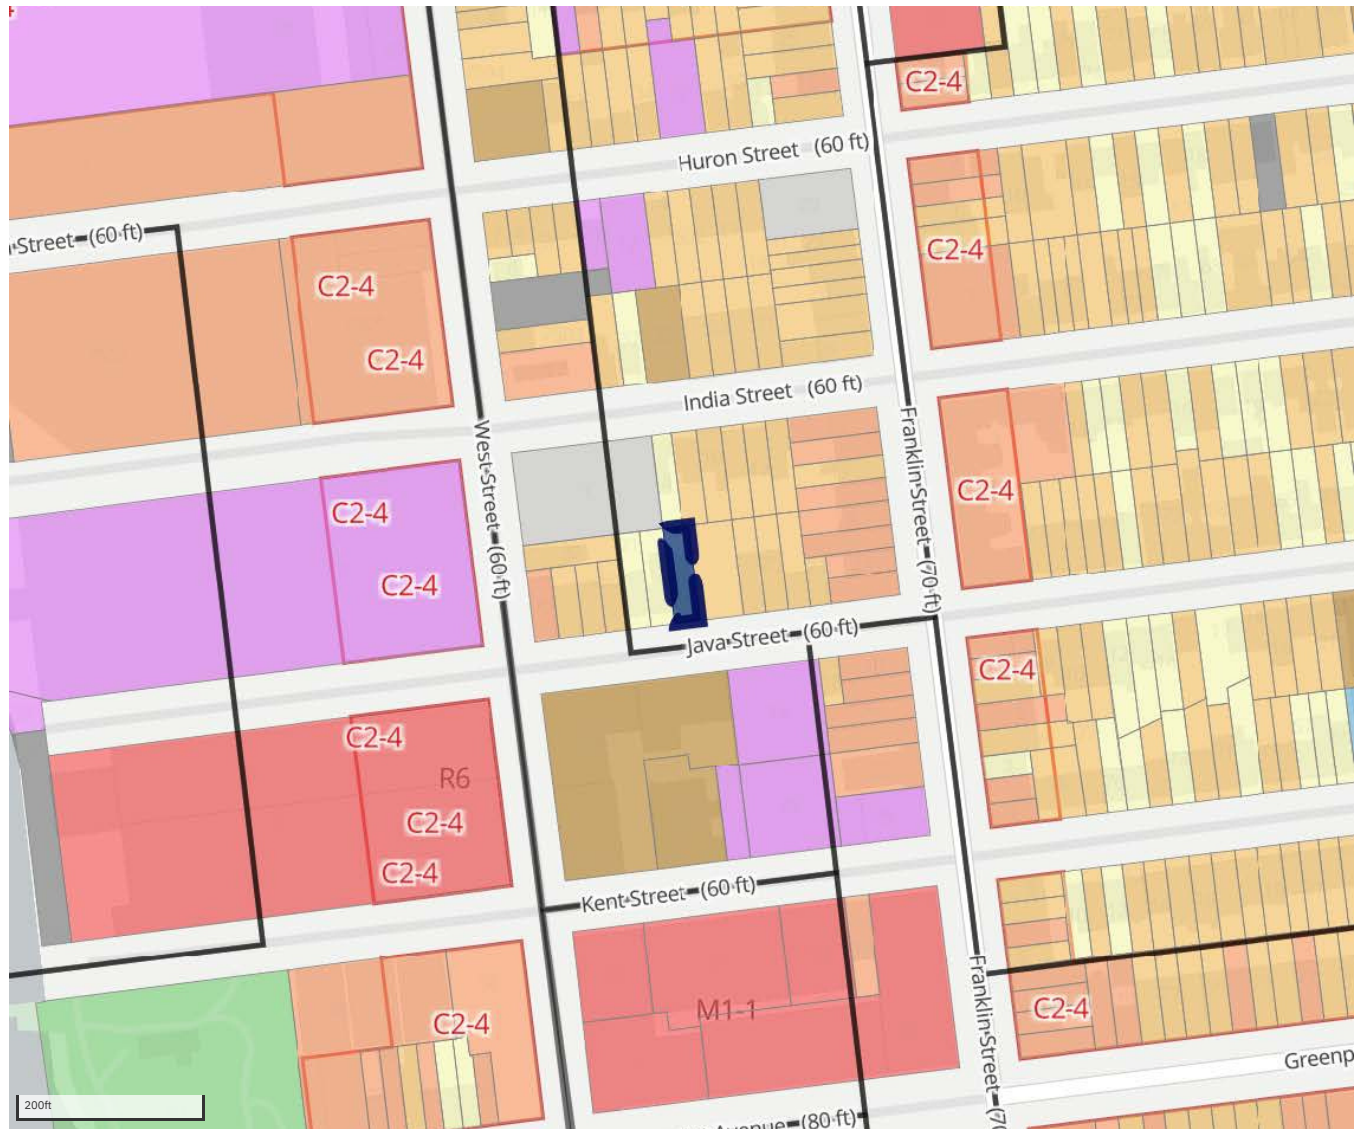 C2-4
Huron Street (60 ft)
Street (60 ft)
C2-4
C2-4
C2-4
India Street (60 ft)
West Street (60 ft)
Franklin Street (70 ft)
C2-4
C2-4
C2-4
Java Street (60 ft)
C2-4
C2-4
R6
C2-4
C2-4
Kent Street (60 ft)
M1-1
C2-4
C2-4
Franklin Street (70
Greenp
Avenue (80 ft)
200ft